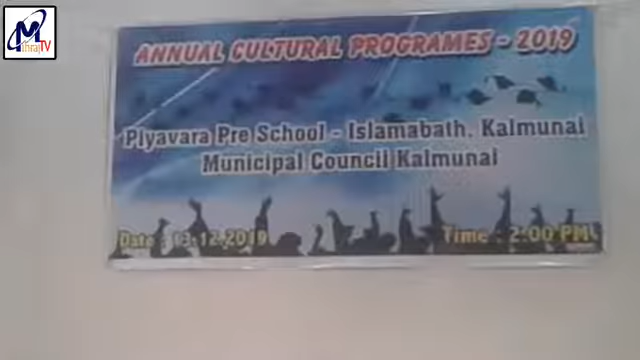 MithrajTV
ANNUAL CULTURAL PROGRAMES - 2019
Piyavara Pre School - Islamabath, Kalmunai
Municipal Council Kalmunai
Date : 13-12-2019
Time : 2:00 PM